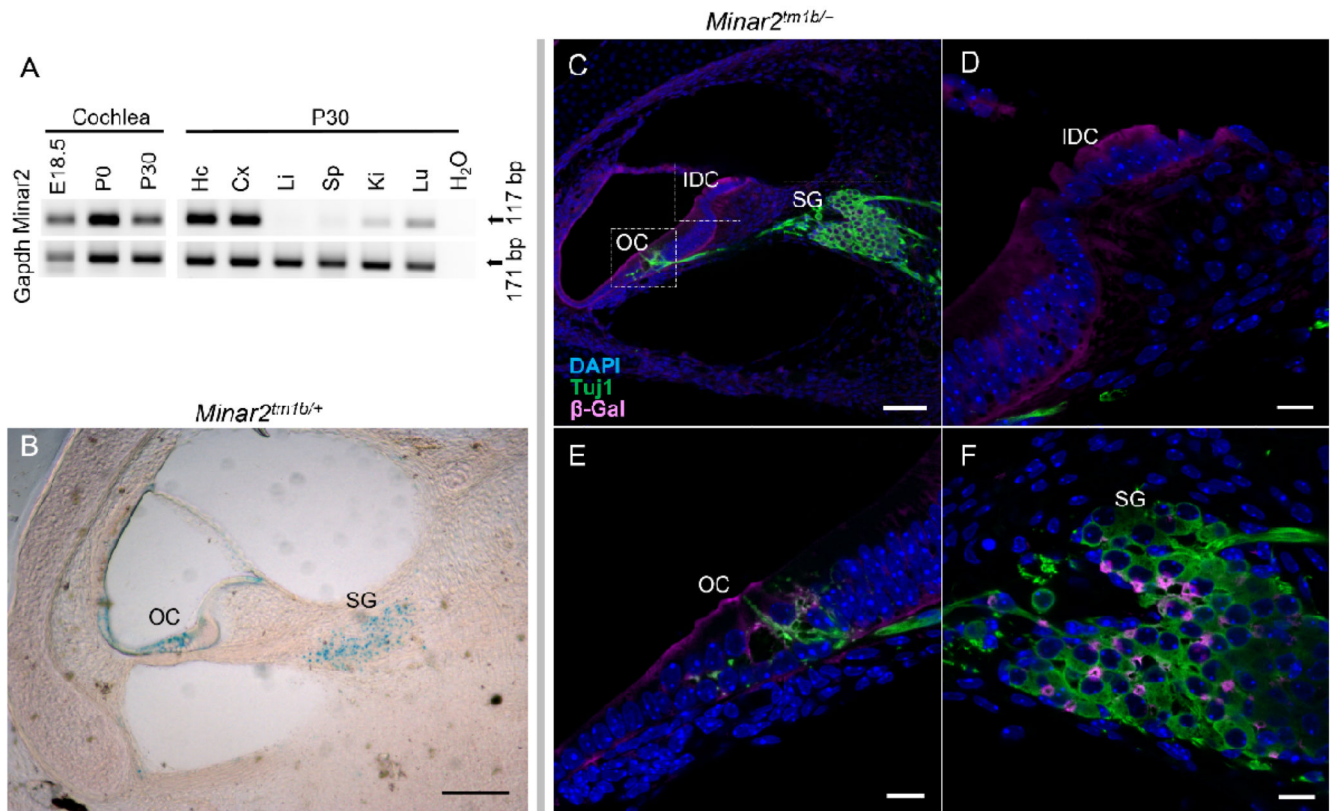 Minar2tm1b/–
A
Cochlea
P30
E18.5
P0
P30
Hc
Cx
Li
Sp
Ki
Lu
H2O
Minar2
117 bp
Gapdh
171 bp
Minar2tm1b/+
B
OC
SG
C
IDC
SG
OC
DAPI
Tuj1
β-Gal
D
IDC
E
OC
F
SG